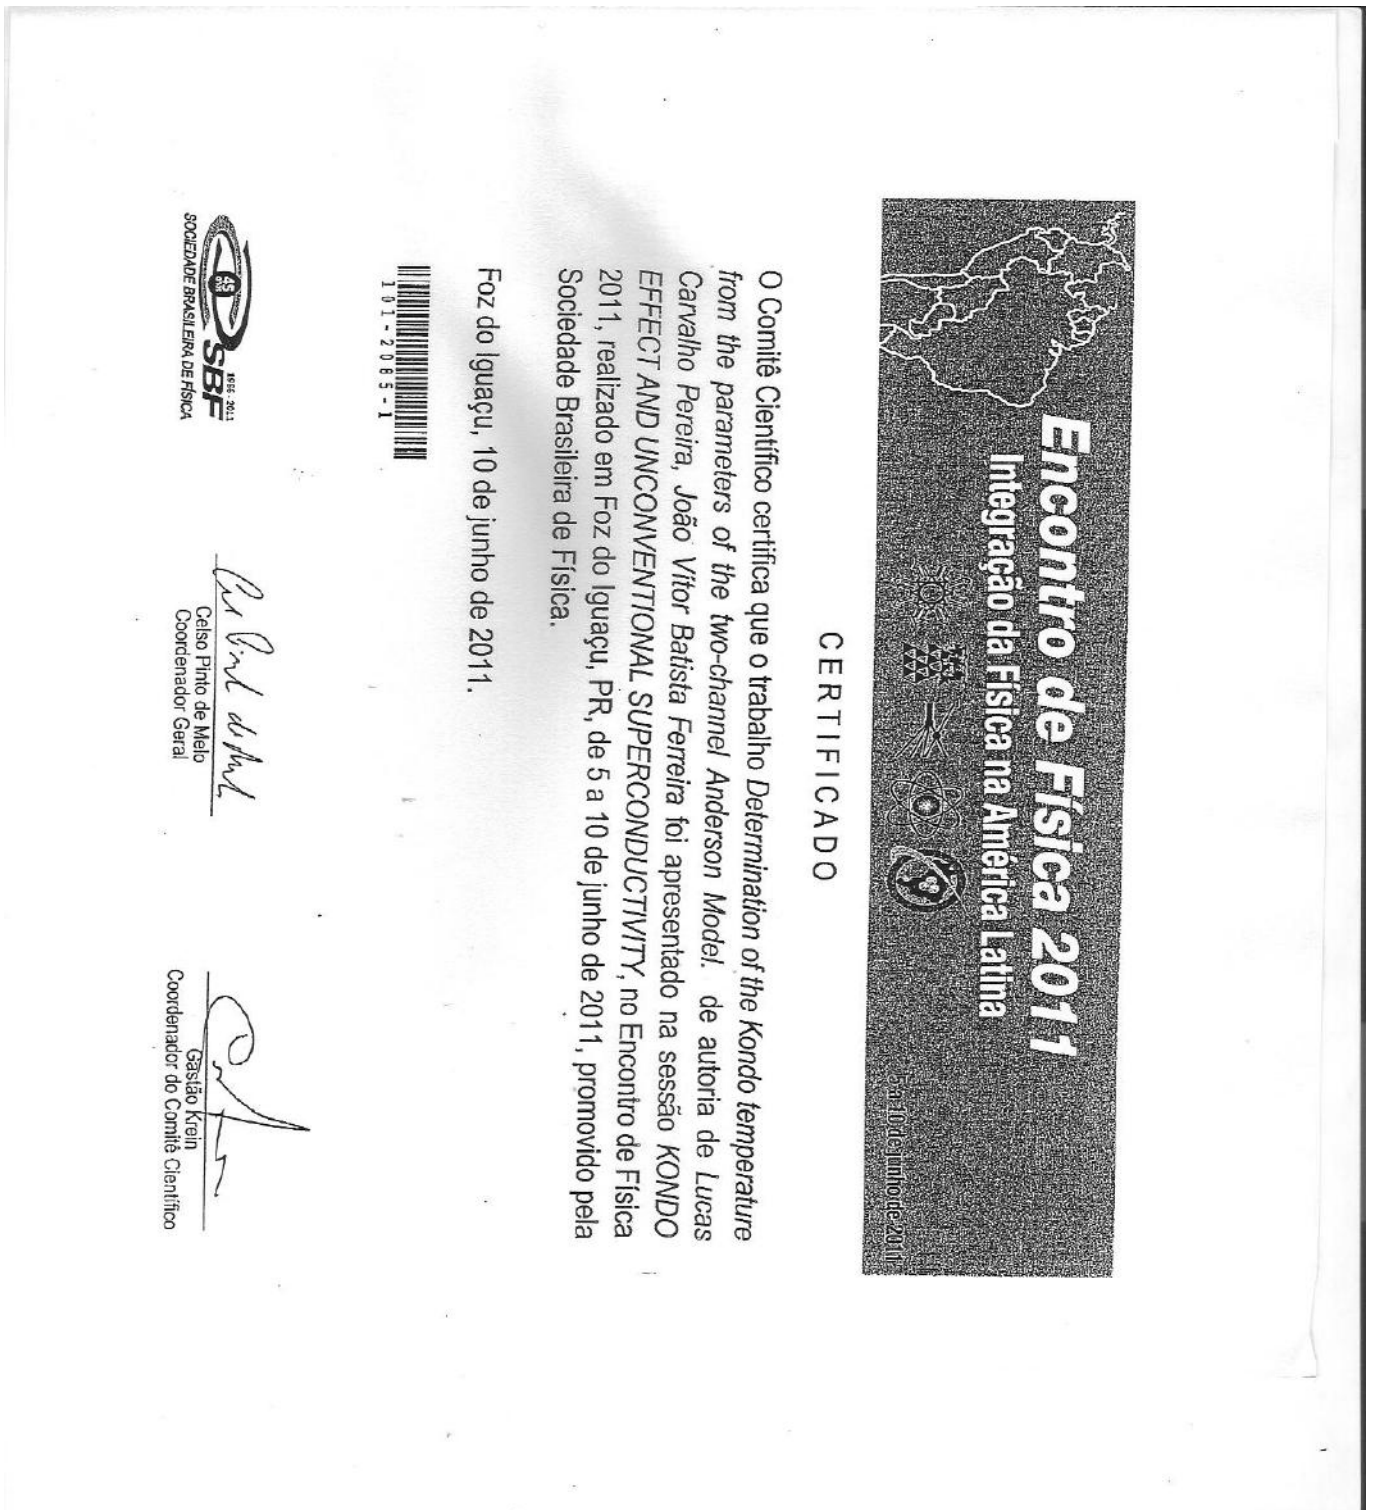 Encontro de Física 2011
Integração da Física na América Latina
5 a 10 de junho de 2011
CERTIFICADO
O Comitê Científico certifica que o trabalho Determination of the Kondo temperature
from the parameters of the two-channel Anderson Model. de autoria de Lucas
Carvalho Pereira, João Vitor Batista Ferreira foi apresentado na sessão KONDO
EFFECT AND UNCONVENTIONAL SUPERCONDUCTIVITY, no Encontro de Física
2011, realizado em Foz do Iguaçu, PR, de 5 a 10 de junho de 2011, promovido pela
Sociedade Brasileira de Física.
Foz do Iguaçu, 10 de junho de 2011.
101-2085-1
45
1966 - 2011
SBF
SOCIEDADE BRASILEIRA DE FÍSICA
Celso Pinto de Melo
Coordenador Geral
Gastão Krein
Coordenador do Comitê Científico